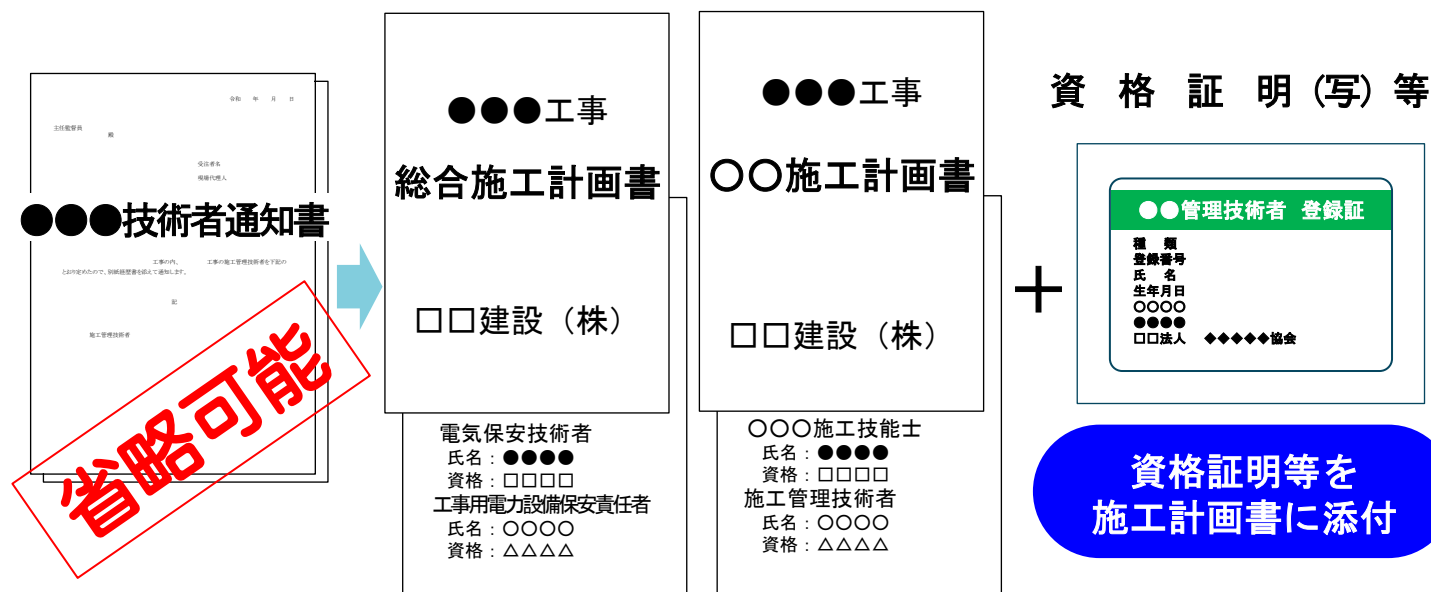 令和 年 月 日
主任監督員
殿
受注者名
現場代理人
●●●技術者通知書
工事の内、 工事の施工管理技術者を下記の
とおり定めたので、別紙経歴書を添えて通知します。
記
施工管理技術者
省略可能
●●●工事
総合施工計画書
□□建設（株）
電気保安技術者
氏名：●●●●
資格：□□□□
工事用電力設備保安責任者
氏名：○○○○
資格：△△△△
●●●工事
○○施工計画書
□□建設（株）
○○○施工技能士
氏名：●●●●
資格：□□□□
施工管理技術者
氏名：○○○○
資格：△△△△
＋
資 格 証 明（写）等
●●管理技術者 登録証
種 類
登録番号
氏 名
生年月日
○○○○
●●●●
□□法人 ◆◆◆◆◆協会
資格証明等を
施工計画書に添付